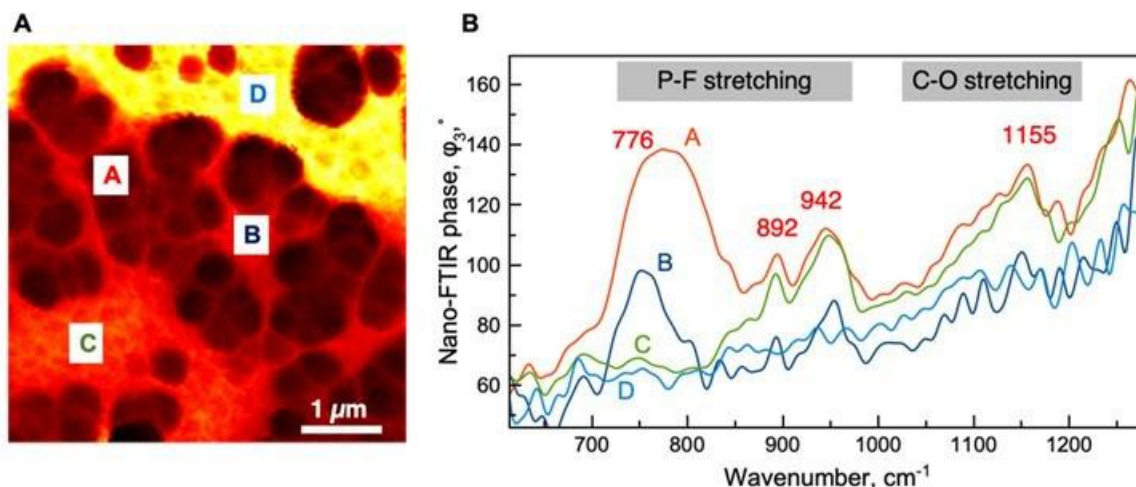 A
D
A
B
C
1 µm
B
P-F stretching
C-O stretching
776
A
892
942
1155
B
C
D
160
140
120
100
80
60
700
800
900
1000
1100
1200
Nano-FTIR phase, φ₃,°
Wavenumber, cm⁻¹